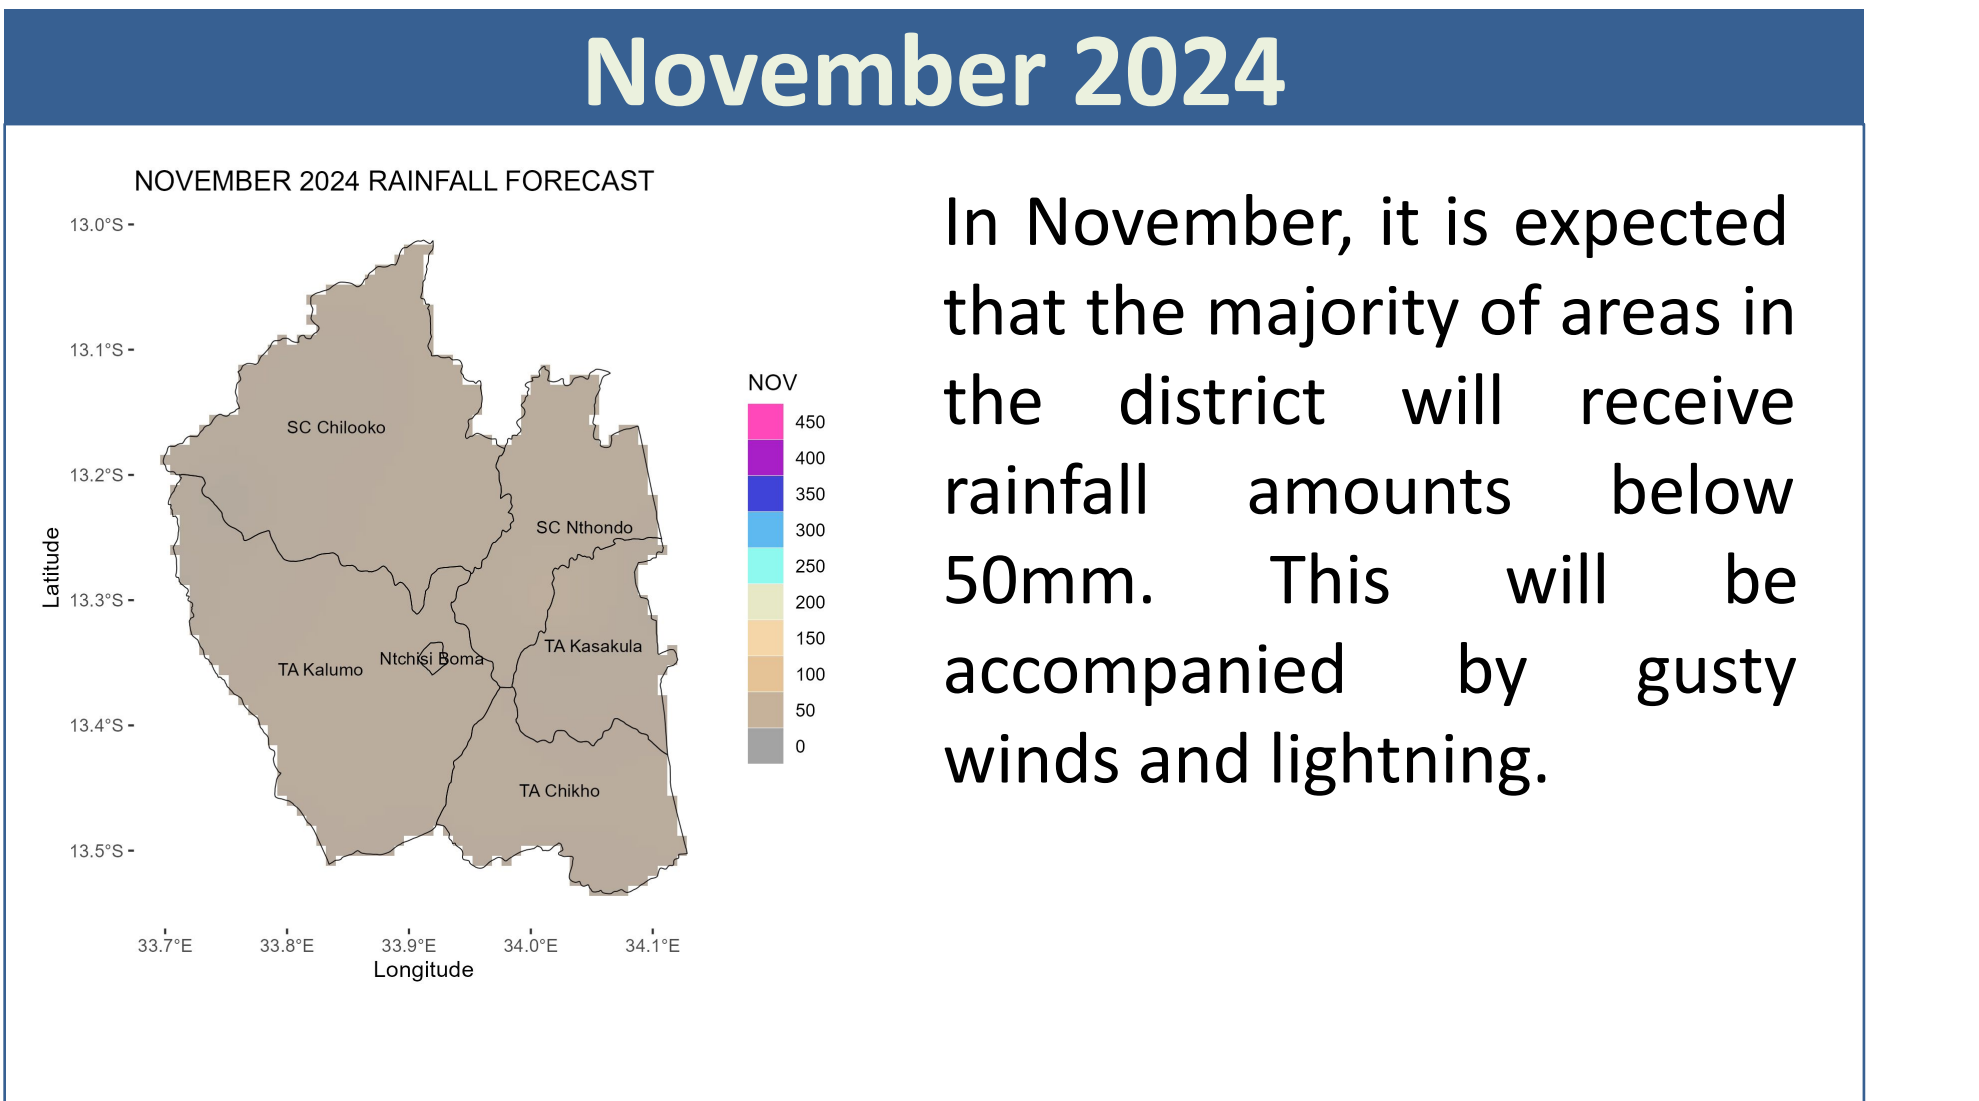 November 2024
NOVEMBER 2024 RAINFALL FORECAST
13.0°S
13.1°S
13.2°S
13.3°S
13.4°S
13.5°S
Latitude
SC Chilooko
SC Nthondo
TA Kasakula
Ntchisi Boma
TA Kalumo
TA Chikho
33.7°E 33.8°E 33.9°E 34.0°E 34.1°E
Longitude
NOV
450
400
350
300
250
200
150
100
50
0
In November, it is expected
that the majority of areas in
the district will receive
rainfall amounts below
50mm. This will be
accompanied by gusty
winds and lightning.